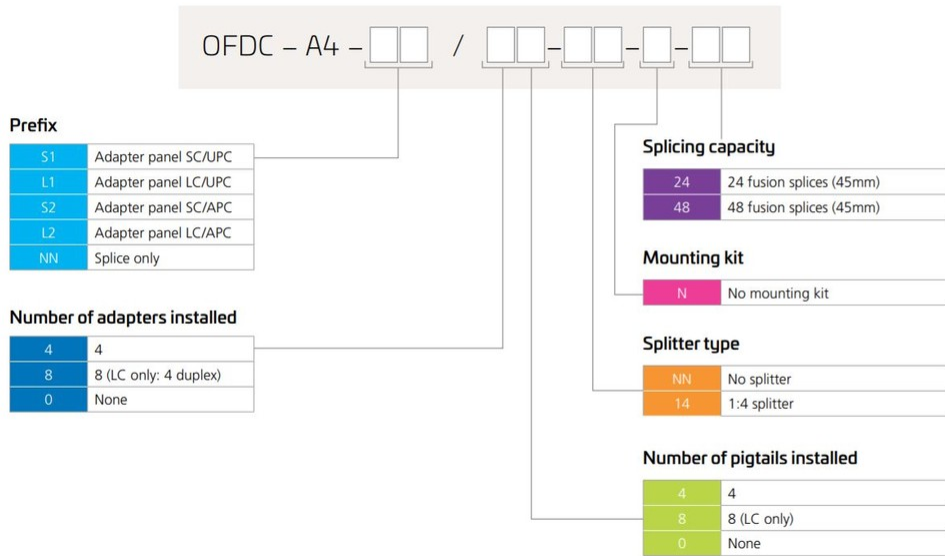 OFDC – A4 – / - - -
Prefix
S1 Adapter panel SC/UPC
L1 Adapter panel LC/UPC
S2 Adapter panel SC/APC
L2 Adapter panel LC/APC
NN Splice only
Number of adapters installed
4 4
8 8 (LC only: 4 duplex)
0 None
Splicing capacity
24 24 fusion splices (45mm)
48 48 fusion splices (45mm)
Mounting kit
N No mounting kit
Splitter type
NN No splitter
14 1:4 splitter
Number of pigtails installed
4 4
8 8 (LC only)
0 None